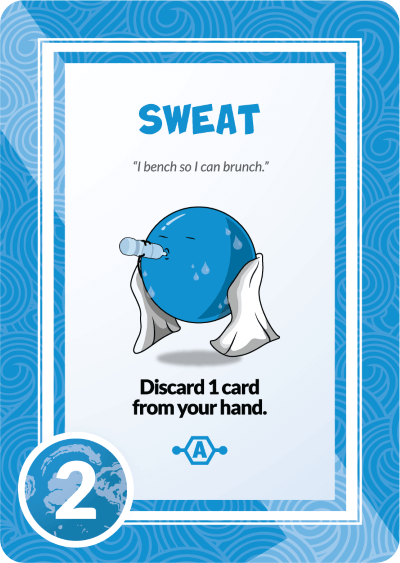 SWEAT
"I bench so I can brunch."
Discard 1 card
from your hand.
A
2